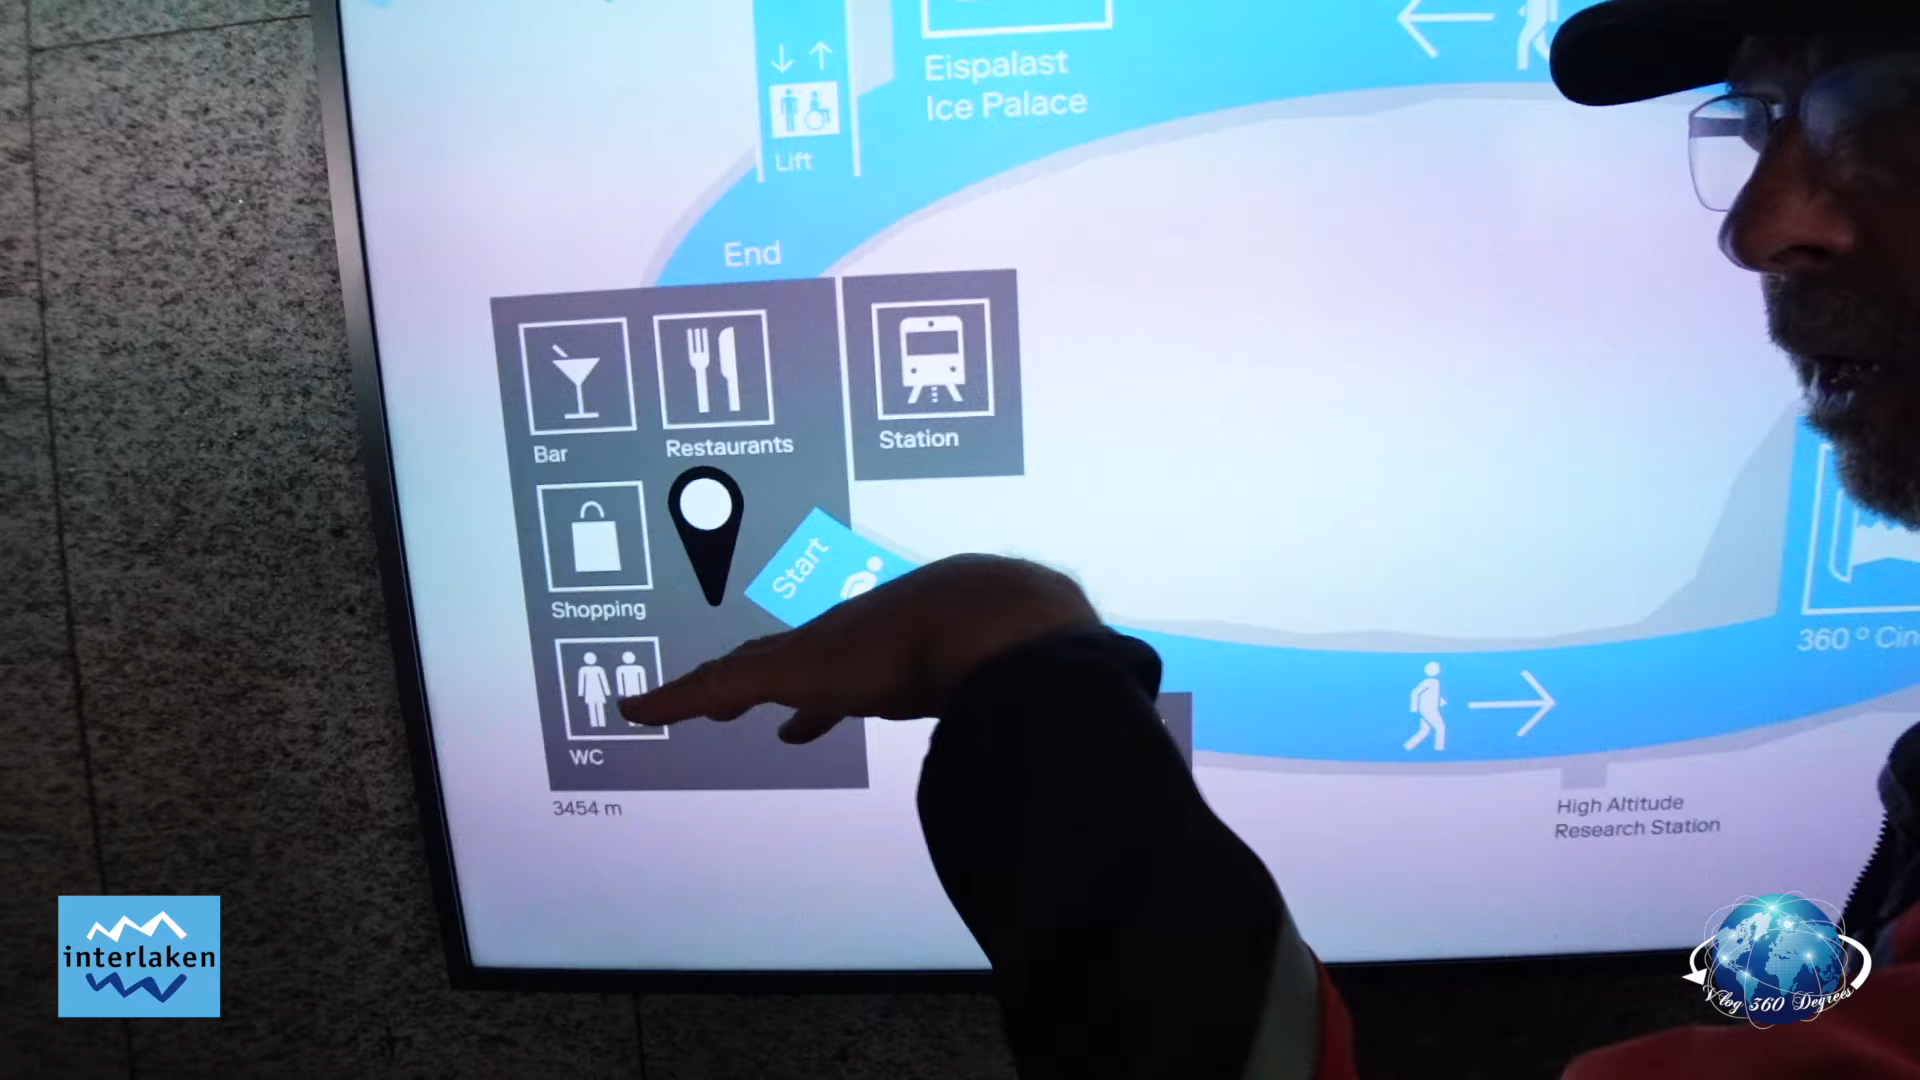 Eispalast
Ice Palace
Lift
End
Bar
Restaurants
Station
Start
Shopping
WC
3454 m
360°
High Altitude
Research Station
interlaken
Vlog 360 Degrees